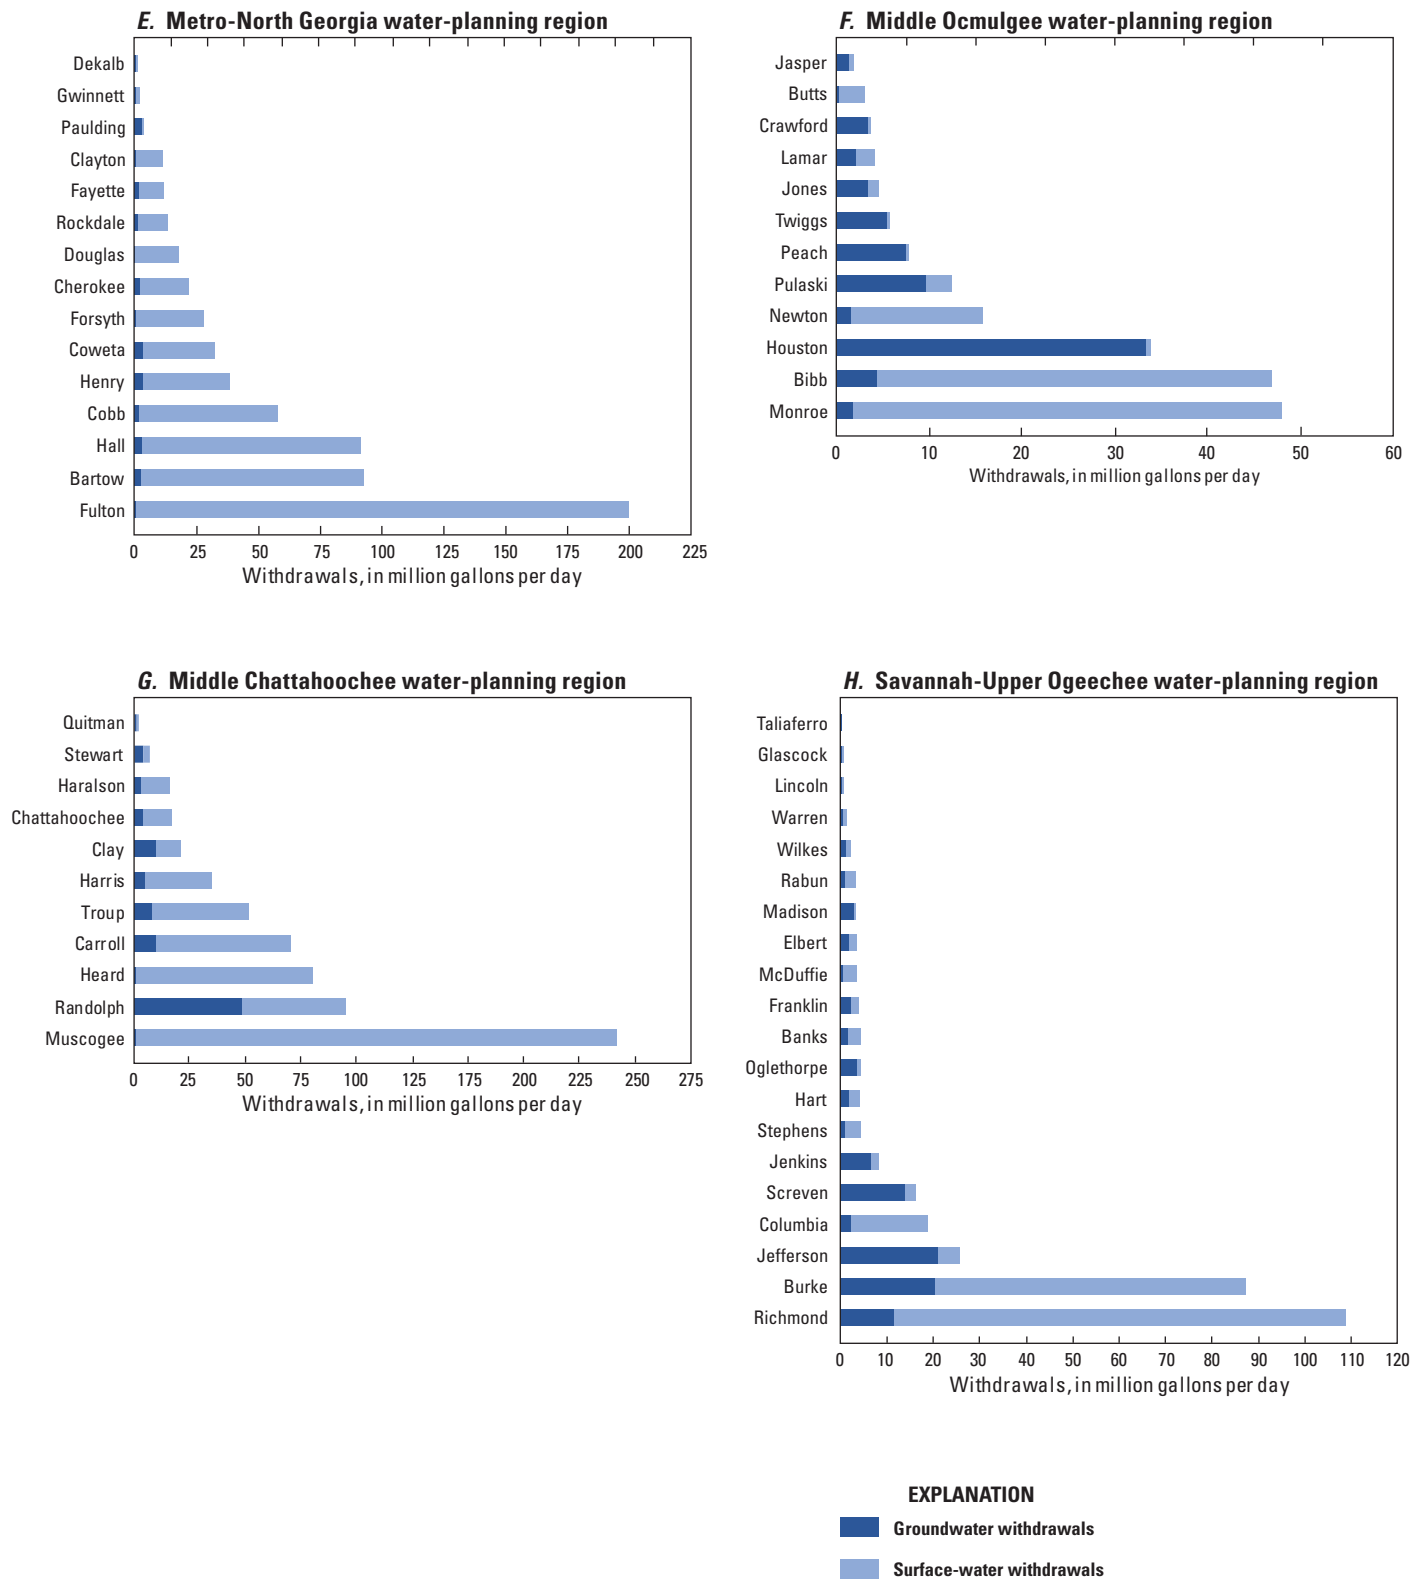 E. Metro-North Georgia water-planning region
Dekalb
Gwinnett
Paulding
Clayton
Fayette
Rockdale
Douglas
Cherokee
Forsyth
Coweta
Henry
Cobb
Hall
Bartow
Fulton
0 25 50 75 100 125 150 175 200 225
Withdrawals, in million gallons per day
F. Middle Ocmulgee water-planning region
Jasper
Butts
Crawford
Lamar
Jones
Twiggs
Peach
Pulaski
Newton
Houston
Bibb
Monroe
0 10 20 30 40 50 60
Withdrawals, in million gallons per day
G. Middle Chattahoochee water-planning region
Quitman
Stewart
Haralson
Chattahoochee
Clay
Harris
Troup
Carroll
Heard
Randolph
Muscogee
0 25 50 75 100 125 175 200 225 250 275
Withdrawals, in million gallons per day
H. Savannah-Upper Ogeechee water-planning region
Taliaferro
Glascock
Lincoln
Warren
Wilkes
Rabun
Madison
Elbert
McDuffie
Franklin
Banks
Oglethorpe
Hart
Stephens
Jenkins
Screven
Columbia
Jefferson
Burke
Richmond
0 10 20 30 40 50 60 70 80 90 100 110 120
Withdrawals, in million gallons per day
EXPLANATION
Groundwater withdrawals
Surface-water withdrawals